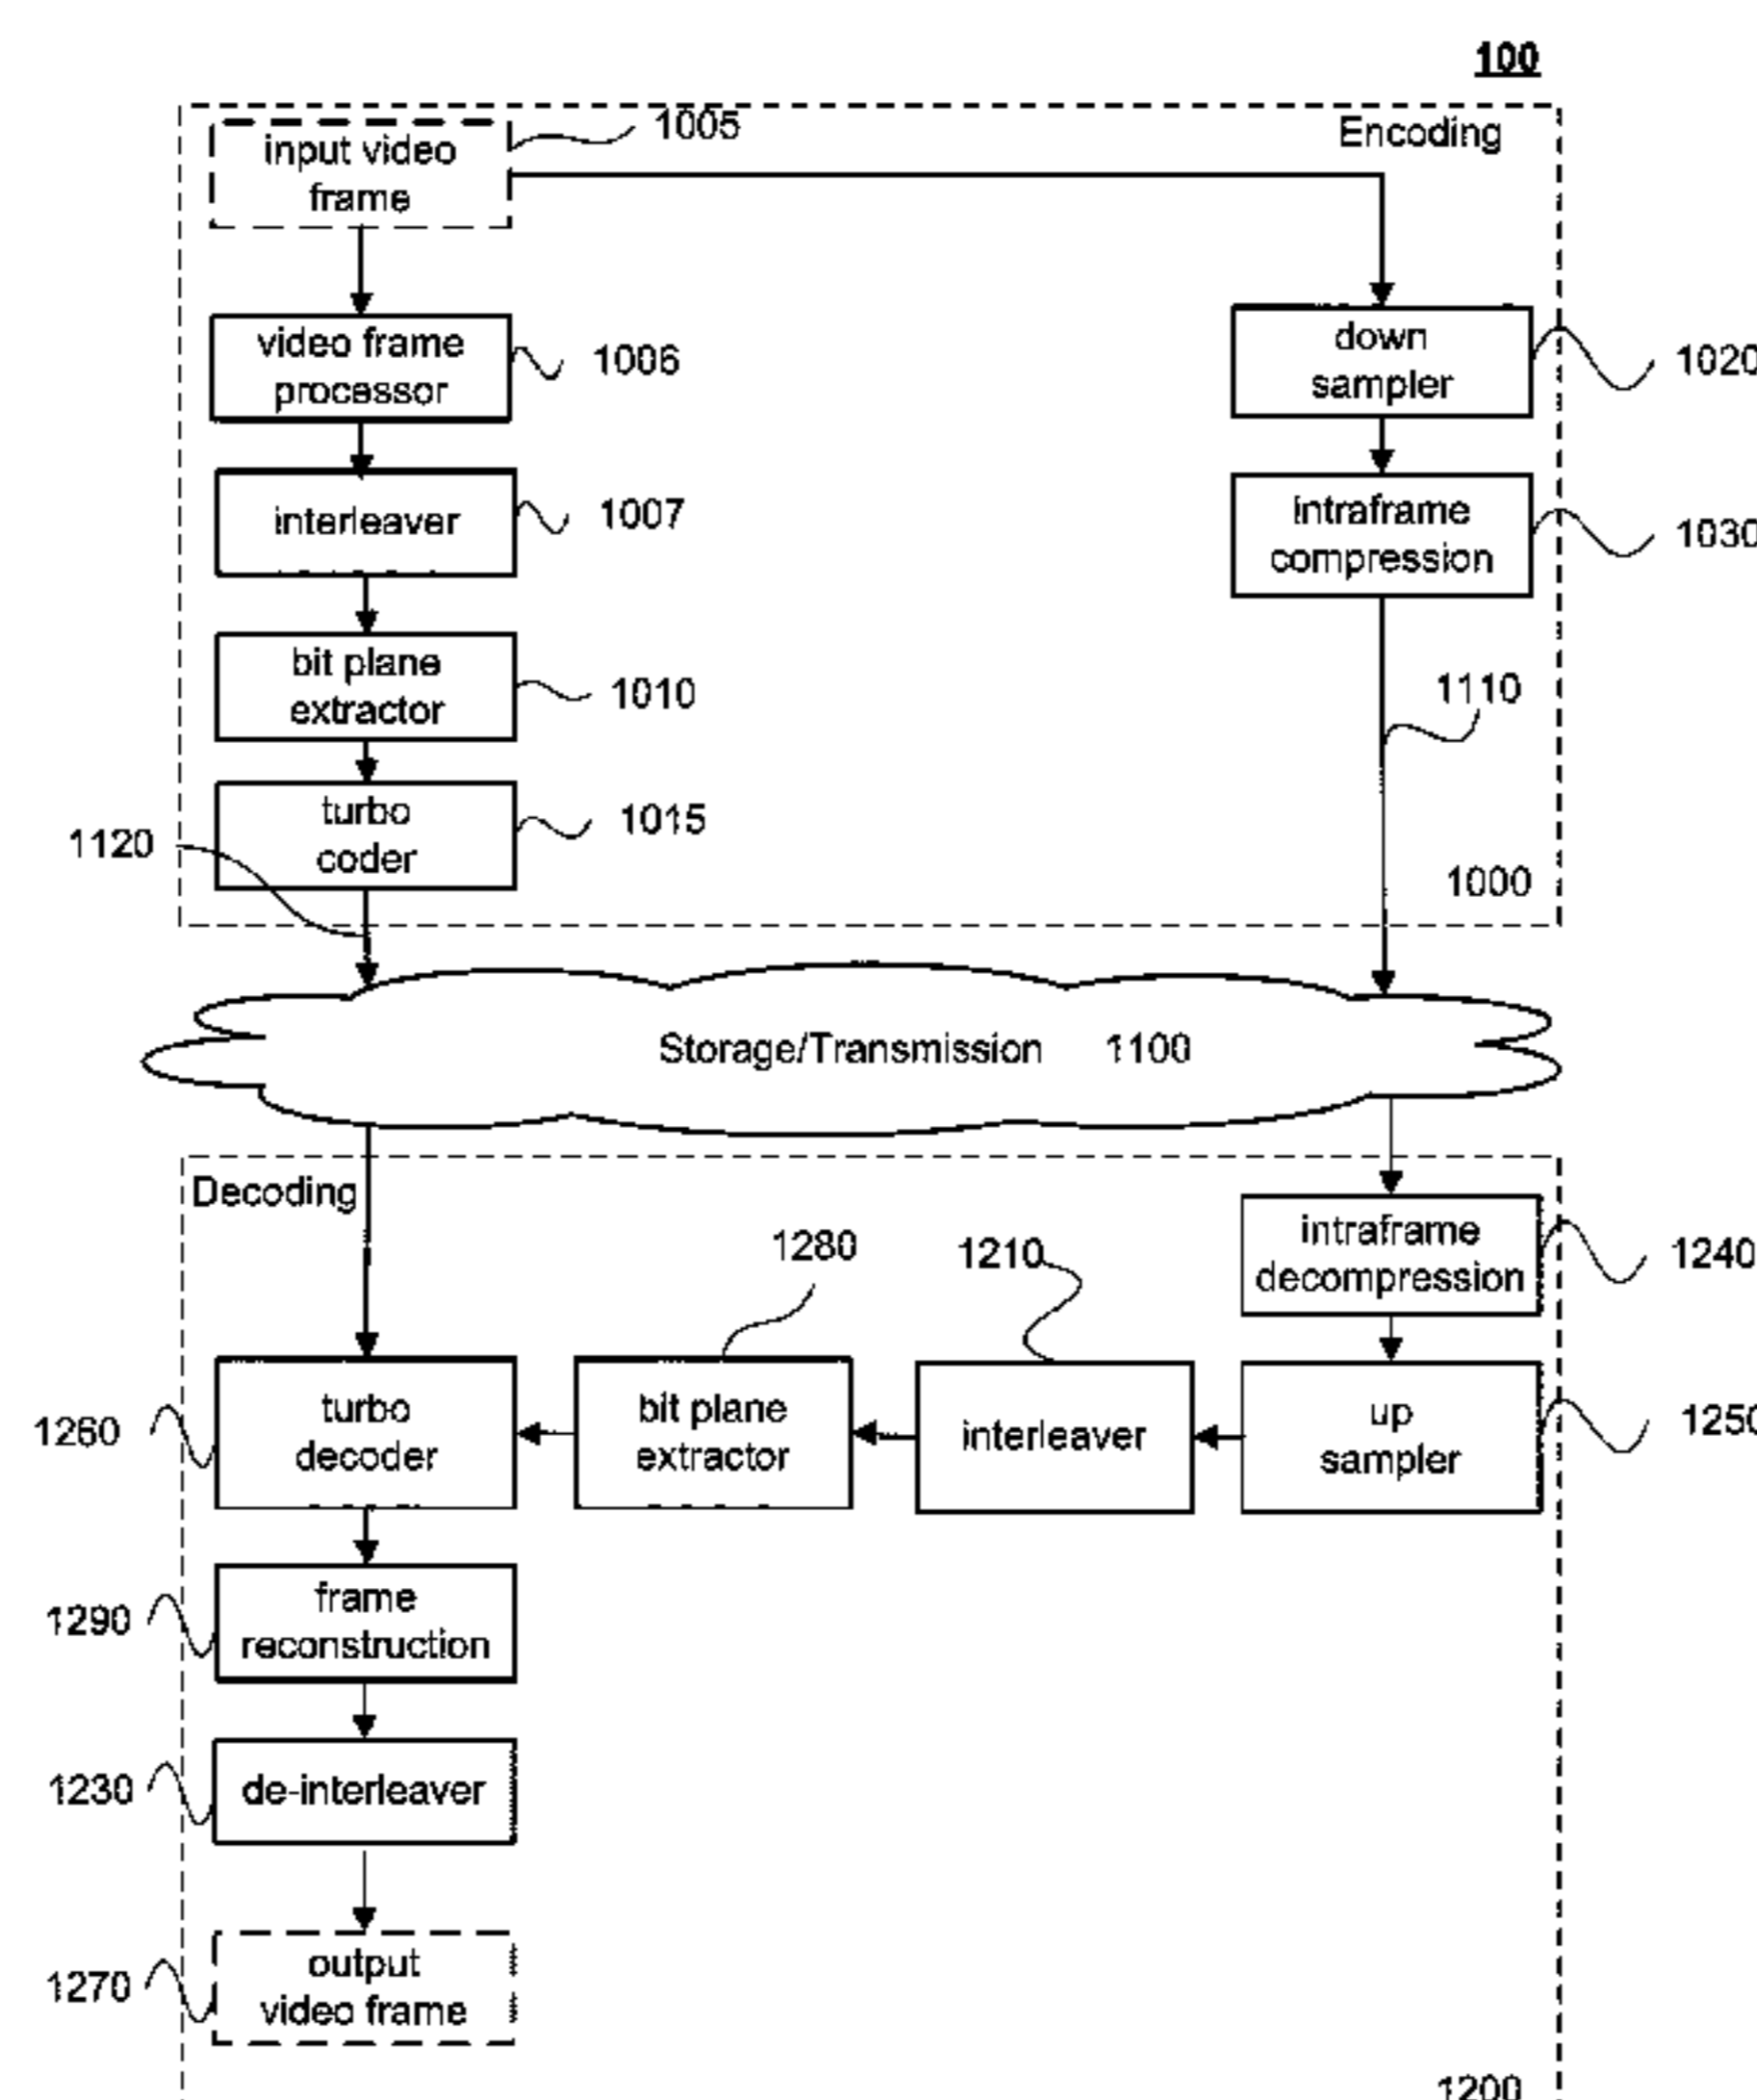 100
input video
frame
1005
Encoding
video frame
processor
1006
down
sampler
1020
interleaver
1007
intraframe
compression
1030
bit plane
extractor
1010
1110
turbo
coder
1015
1120
1000
Storage/Transmission 1100
Decoding
intraframe
decompression
1240
1280
1210
1260
turbo
decoder
bit plane
extractor
interleaver
up
sampler
1250
1290
frame
reconstruction
1230
de-interleaver
1270
output
video frame
1200